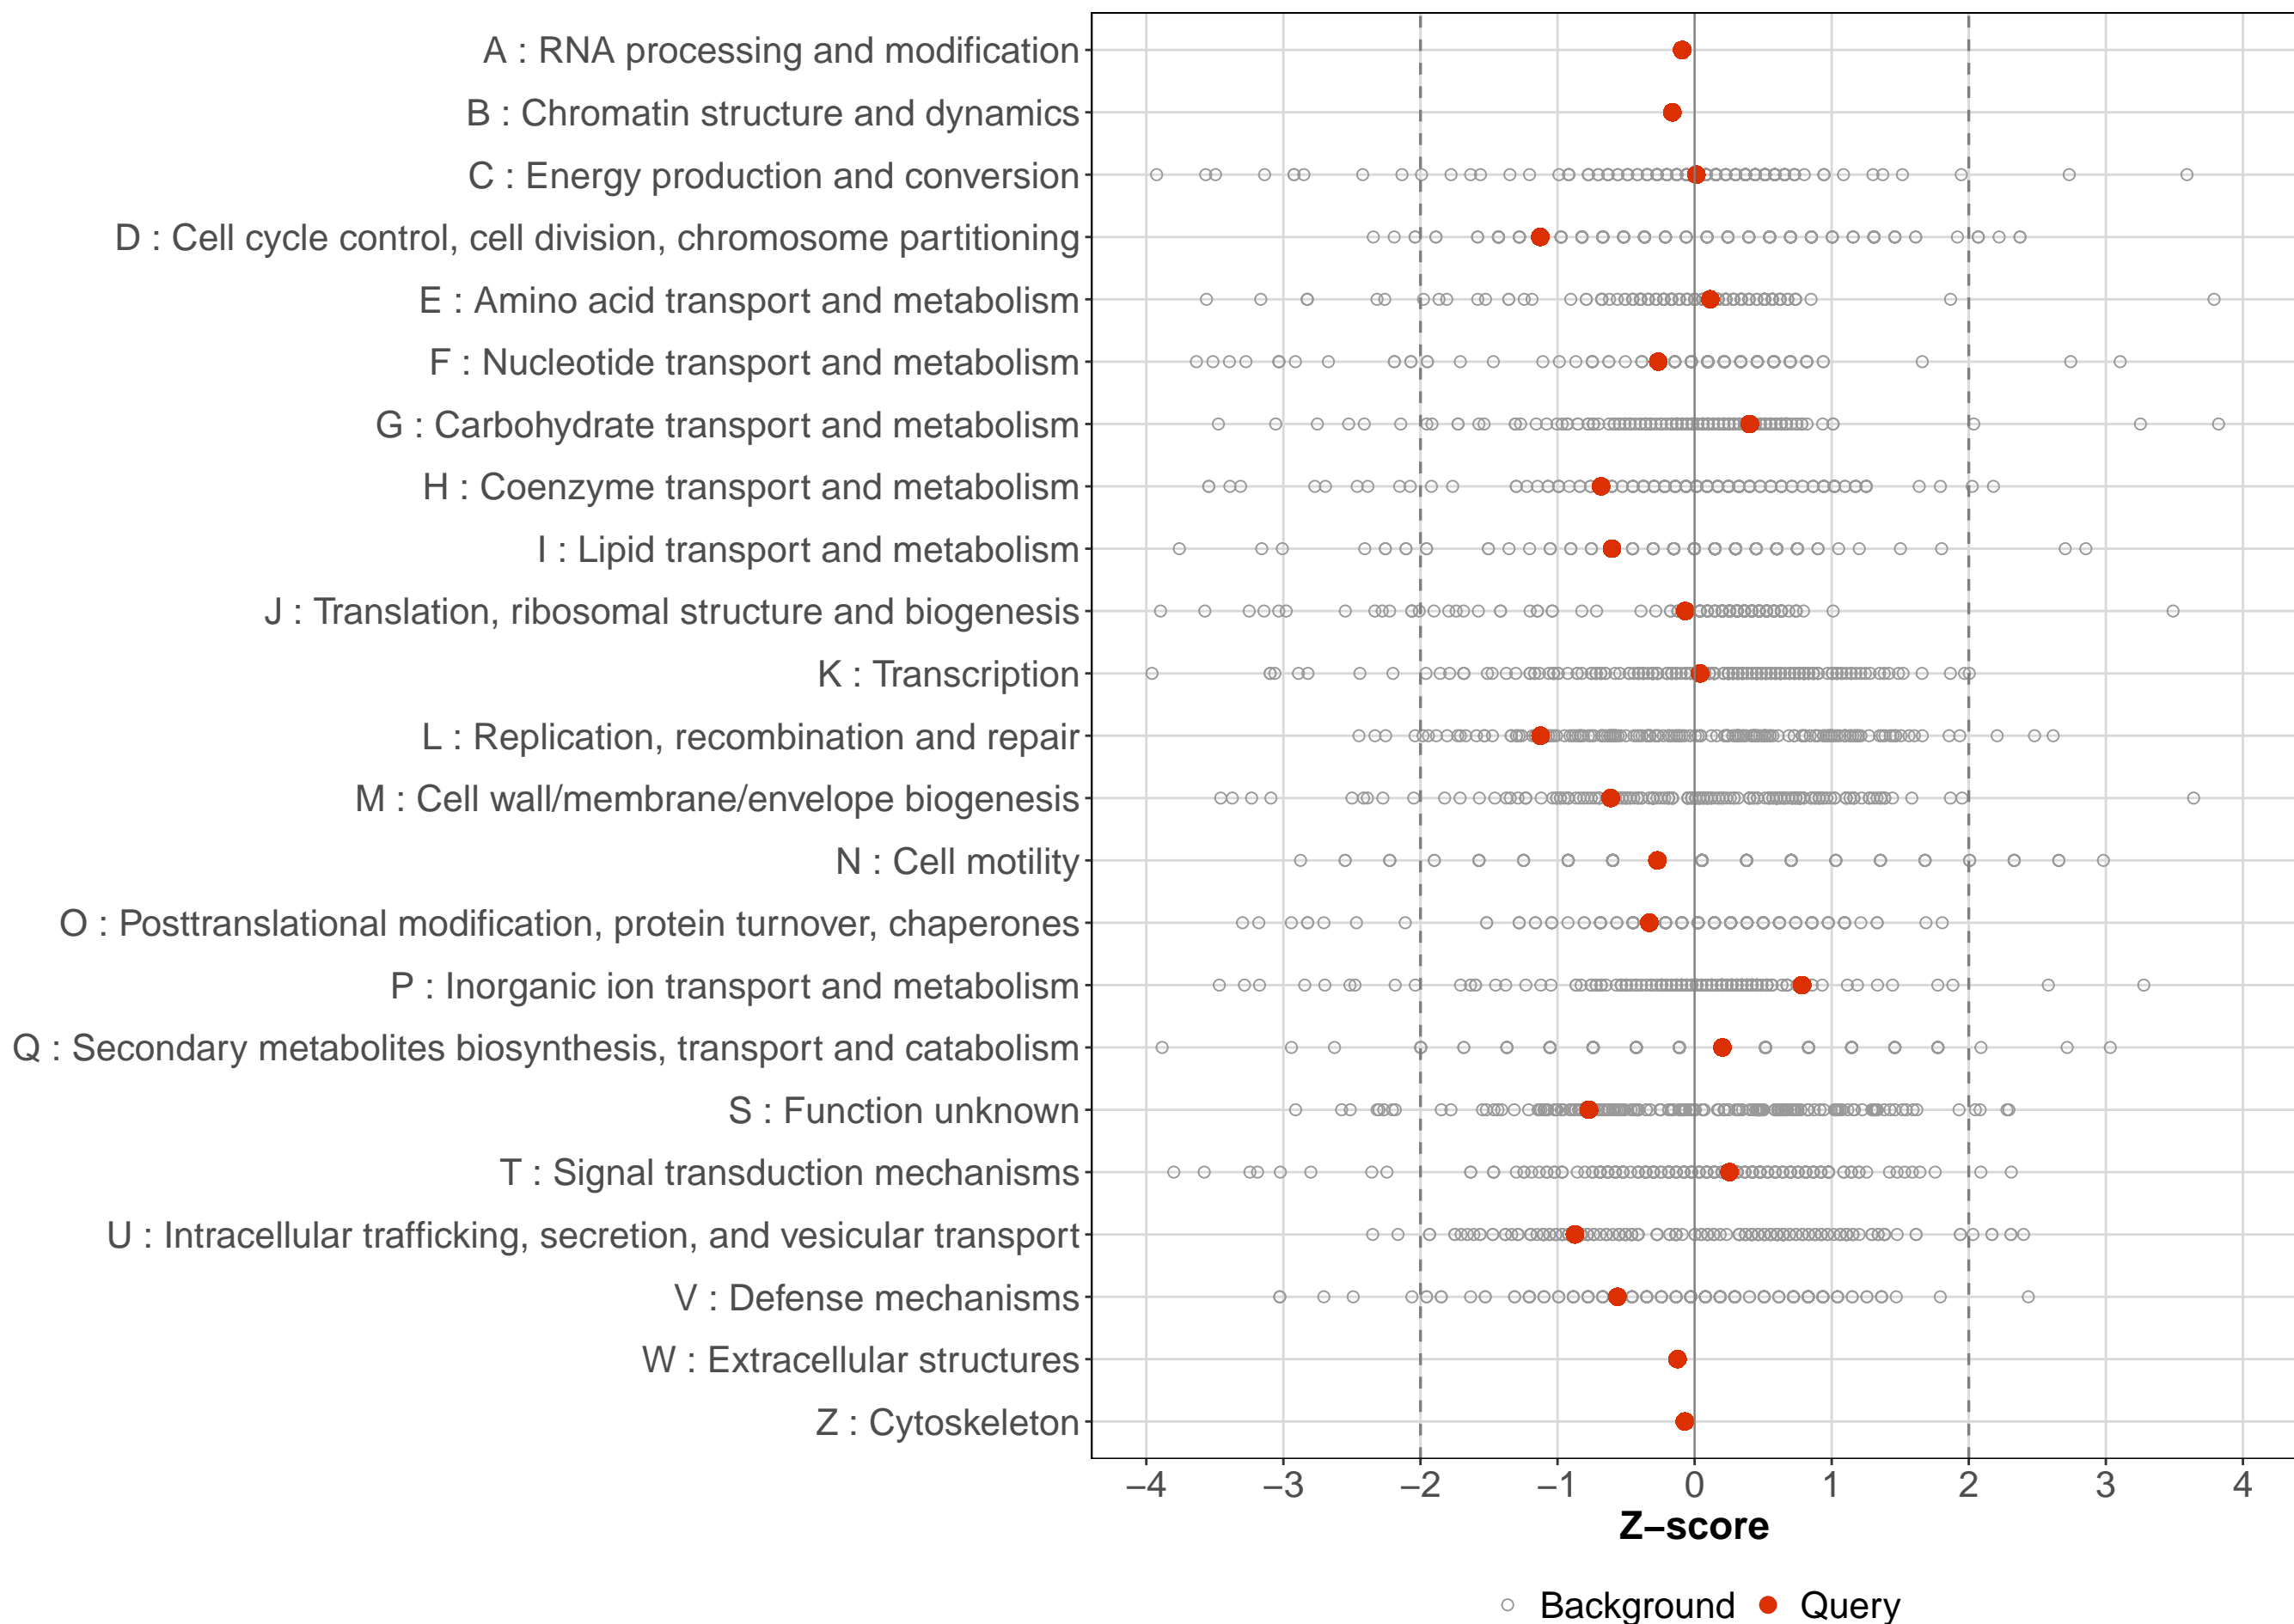 A : RNA processing and modification
B : Chromatin structure and dynamics
C : Energy production and conversion
D : Cell cycle control, cell division, chromosome partitioning
E : Amino acid transport and metabolism
F : Nucleotide transport and metabolism
G : Carbohydrate transport and metabolism
H : Coenzyme transport and metabolism
I : Lipid transport and metabolism
J : Translation, ribosomal structure and biogenesis
K : Transcription
L : Replication, recombination and repair
M : Cell wall/membrane/envelope biogenesis
N : Cell motility
O : Posttranslational modification, protein turnover, chaperones
P : Inorganic ion transport and metabolism
Q : Secondary metabolites biosynthesis, transport and catabolism
S : Function unknown
T : Signal transduction mechanisms
U : Intracellular trafficking, secretion, and vesicular transport
V : Defense mechanisms
W : Extracellular structures
Z : Cytoskeleton
−4 −3 −2 −1 0 1 2 3 4
Z−score
Background Query